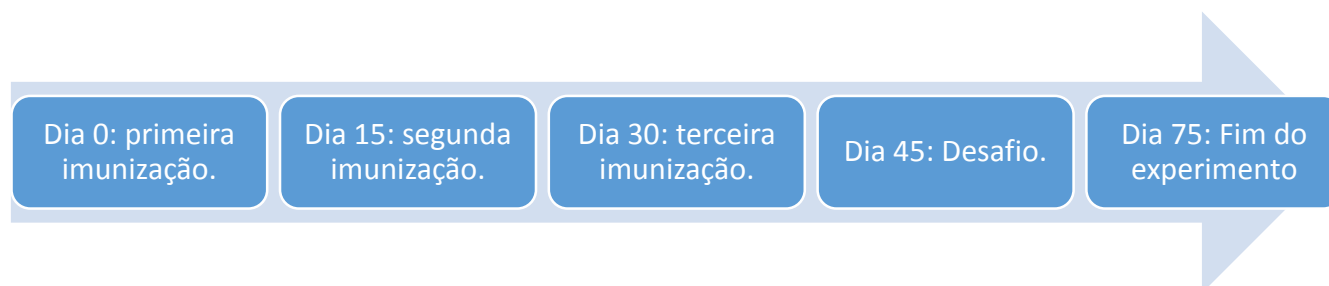 Dia 0: primeira
imunização.
Dia 15: segunda
imunização.
Dia 30: terceira
imunização.
Dia 45: Desafio.
Dia 75: Fim do
experimento